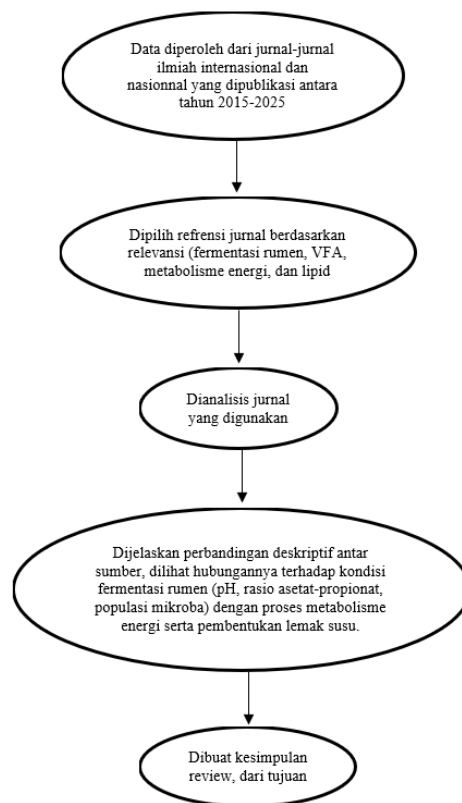 Data diperoleh dari jurnal-jurnal
ilmiah internasional dan
nasionnal yang dipublikasi antara
tahun 2015-2025
Dipilih refrensi jurnal berdasarkan
relevansi (fermentasi rumen, VFA,
metabolisme energi, dan lipid
Dianalisis jurnal
yang digunakan
Dijelaskan perbandingan deskriptif antar
sumber, dilihat hubungannya terhadap kondisi
fermentasi rumen (pH, rasio asetat-propionat,
populasi mikroba) dengan proses metabolisme
energi serta pembentukan lemak susu.
Dibuat kesimpulan
review, dari tujuan